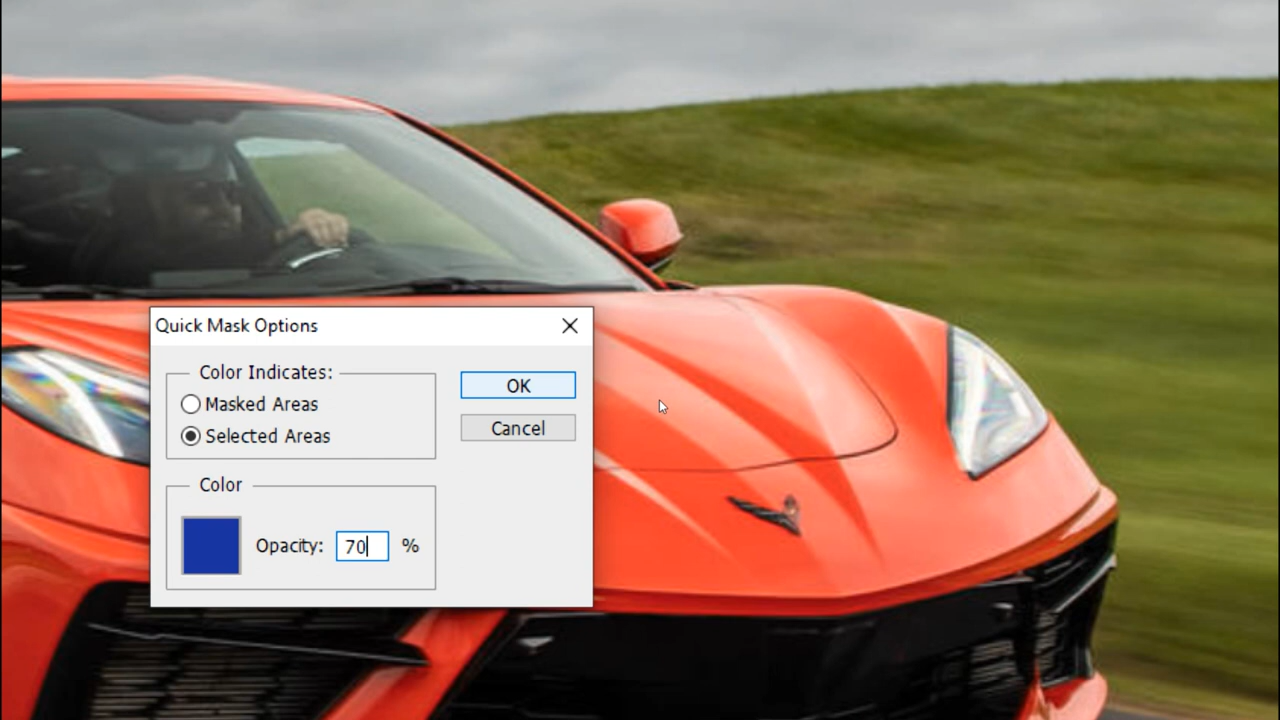 Quick Mask Options
Color Indicates:
Masked Areas
Selected Areas
OK
Cancel
Color
Opacity: 70 %